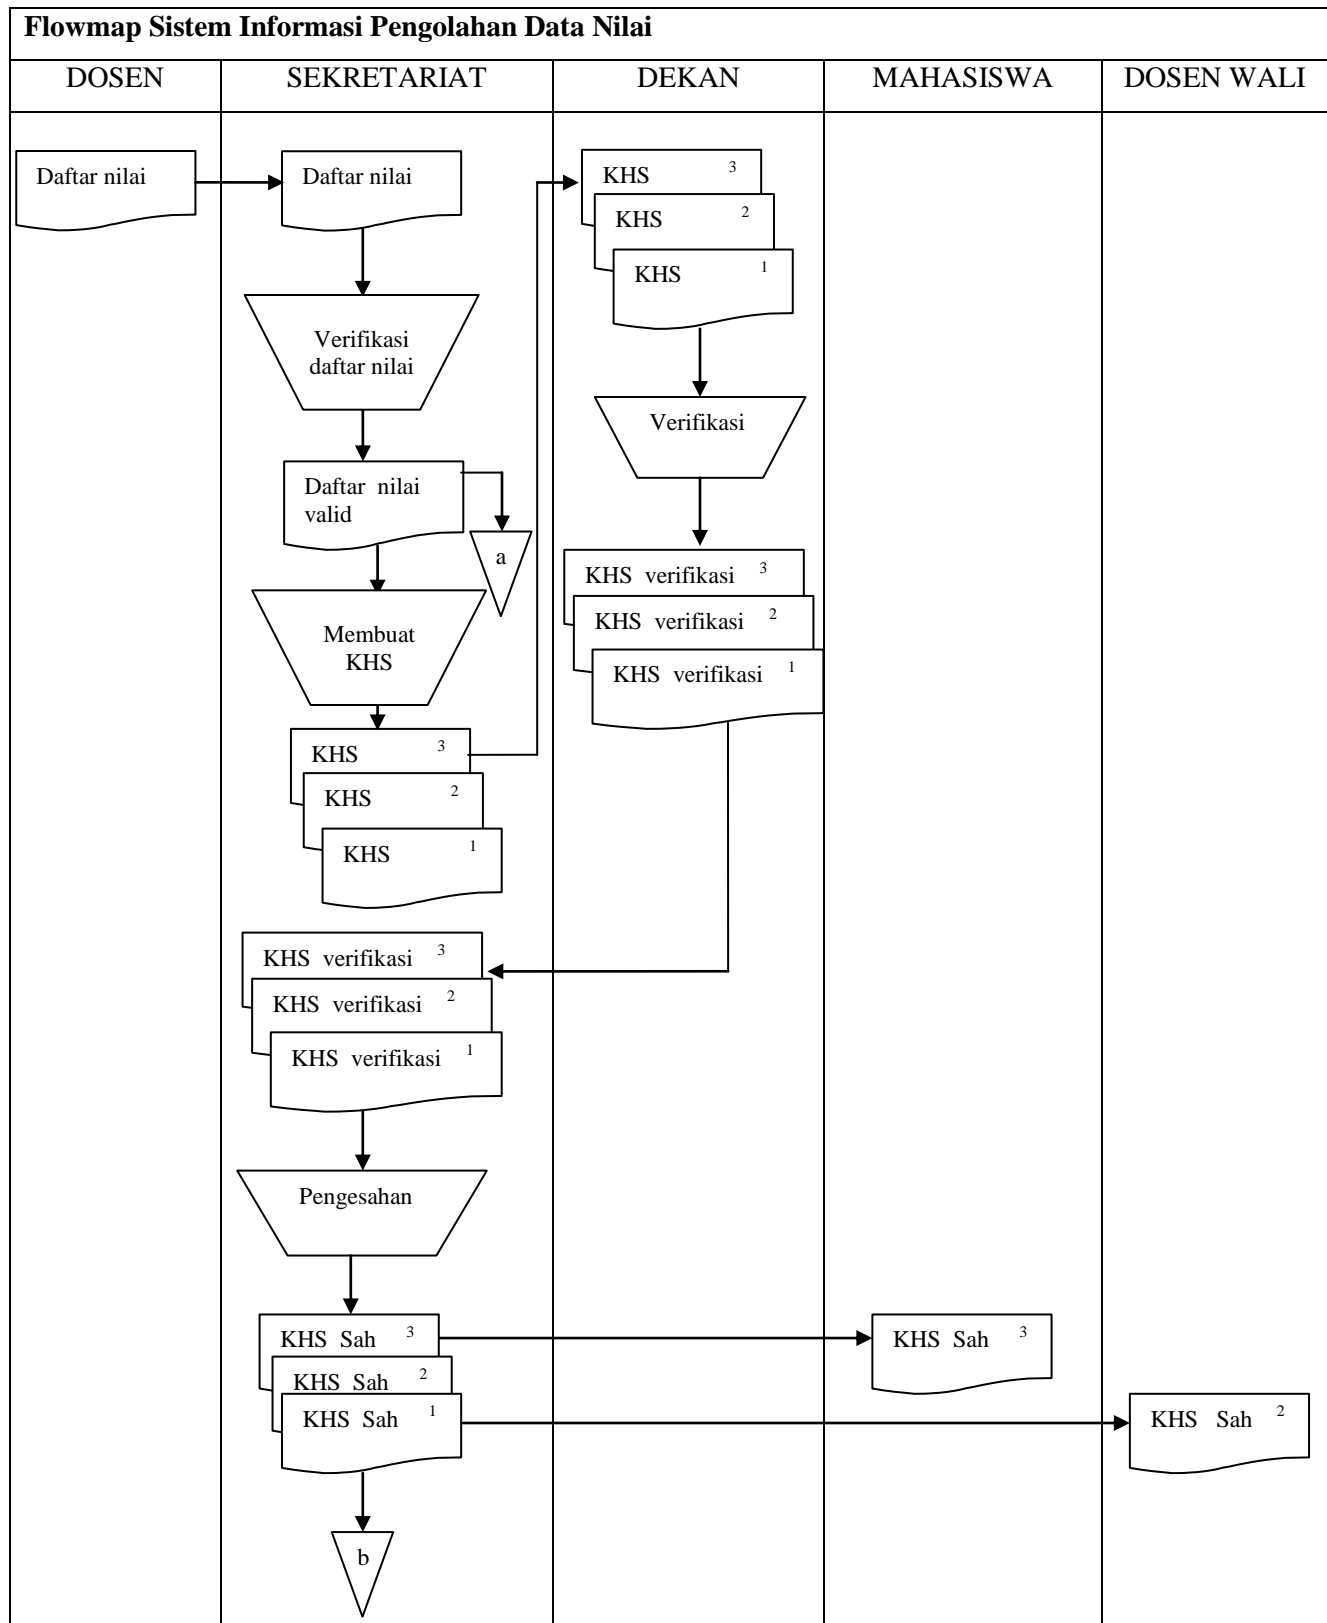 Flowmap Sistem Informasi Pengolahan Data Nilai
DOSEN
SEKRETARIAT
DEKAN
MAHASISWA
DOSEN WALI
Daftar nilai
Daftar nilai
Verifikasi
daftar nilai
Daftar nilai
valid
a
Membuat
KHS
KHS 3
KHS 2
KHS 1
KHS 3
KHS 2
KHS 1
Verifikasi
KHS verifikasi 3
KHS verifikasi 2
KHS verifikasi 1
KHS verifikasi 3
KHS verifikasi 2
KHS verifikasi 1
Pengesahan
KHS Sah 3
KHS Sah 2
KHS Sah 1
b
KHS Sah 3
KHS Sah 2